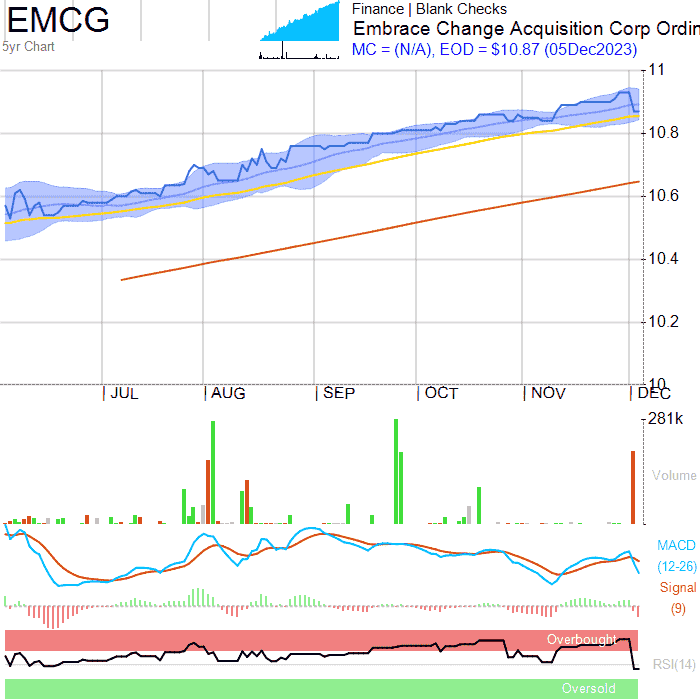 EMCG
5yr Chart
Finance | Blank Checks
Embrace Change Acquisition Corp Ordin
MC = (N/A), EOD = $10.87 (05Dec2023)
11
10.8
10.6
10.4
10.2
10
JUL AUG SEP OCT NOV DEC
281k
Volume
MACD
(12-26)
Signal
(9)
Overbought
RSI(14)
Oversold